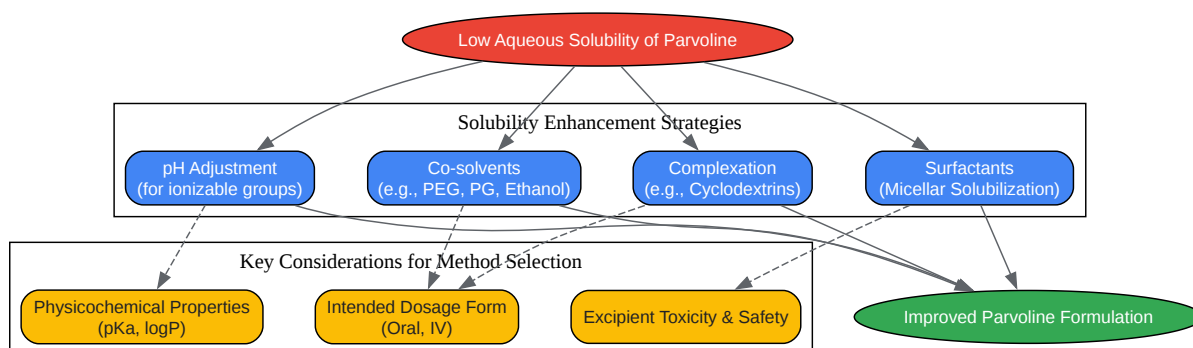 Low Aqueous Solubility of Parvoline
Solubility Enhancement Strategies
pH Adjustment
(for ionizable groups)
Co-solvents
(e.g., PEG, PG, Ethanol)
Complexation
(e.g., Cyclodextrins)
Surfactants
(Micellar Solubilization)
Key Considerations for Method Selection
Physicochemical Properties
(pKa, logP)
Intended Dosage Form
(Oral, IV)
Excipient Toxicity & Safety
Improved Parvoline Formulation